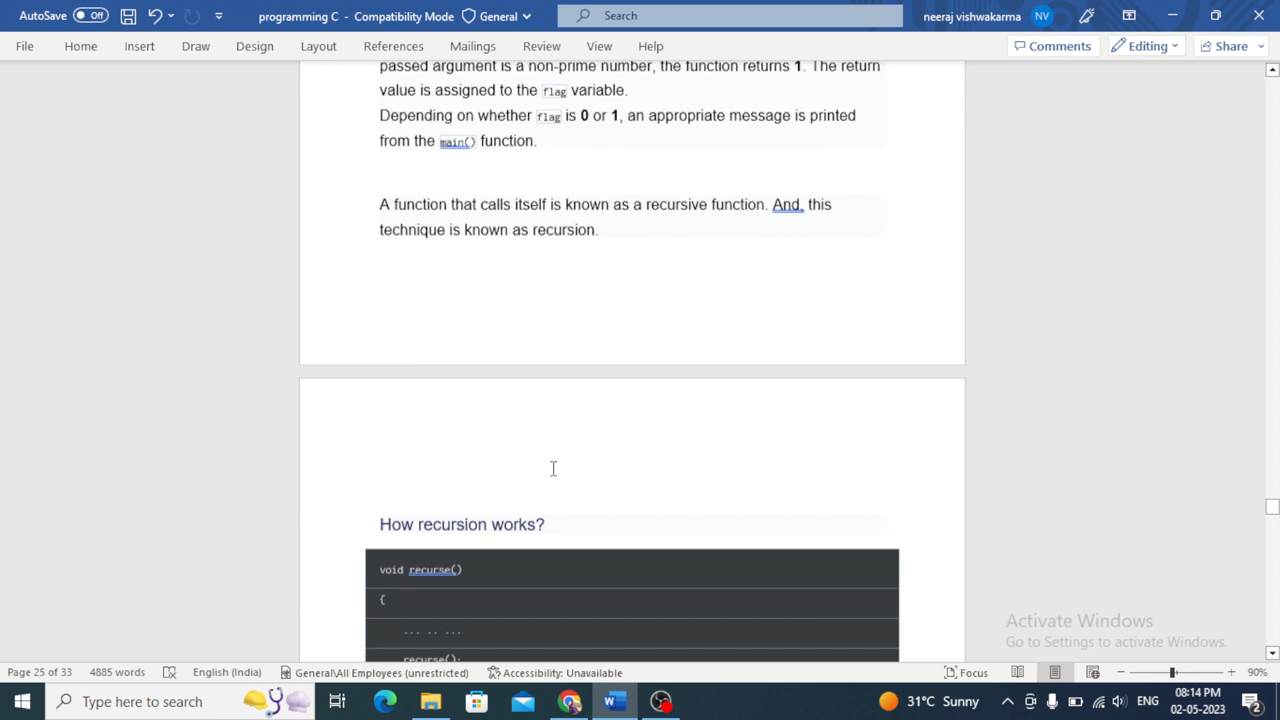 AutoSave Off programming C - Compatibility Mode General Search neeraj vishwakarma NV
File Home Insert Draw Design Layout References Mailings Review View Help Comments Editing Share
passed argument is a non-prime number, the function returns 1. The return
value is assigned to the flag variable.
Depending on whether flag is 0 or 1, an appropriate message is printed
from the main() function.
A function that calls itself is known as a recursive function. And, this
technique is known as recursion.
How recursion works?
void recurse()
{
... .. ...
recurse();
Activate Windows
Go to Settings to activate Windows.
Page 25 of 33 4885 words English (India) General\All Employees (unrestricted) Accessibility: Unavailable Focus 90%
Type here to search 31°C Sunny ENG 08:14 PM
02-05-2023 2